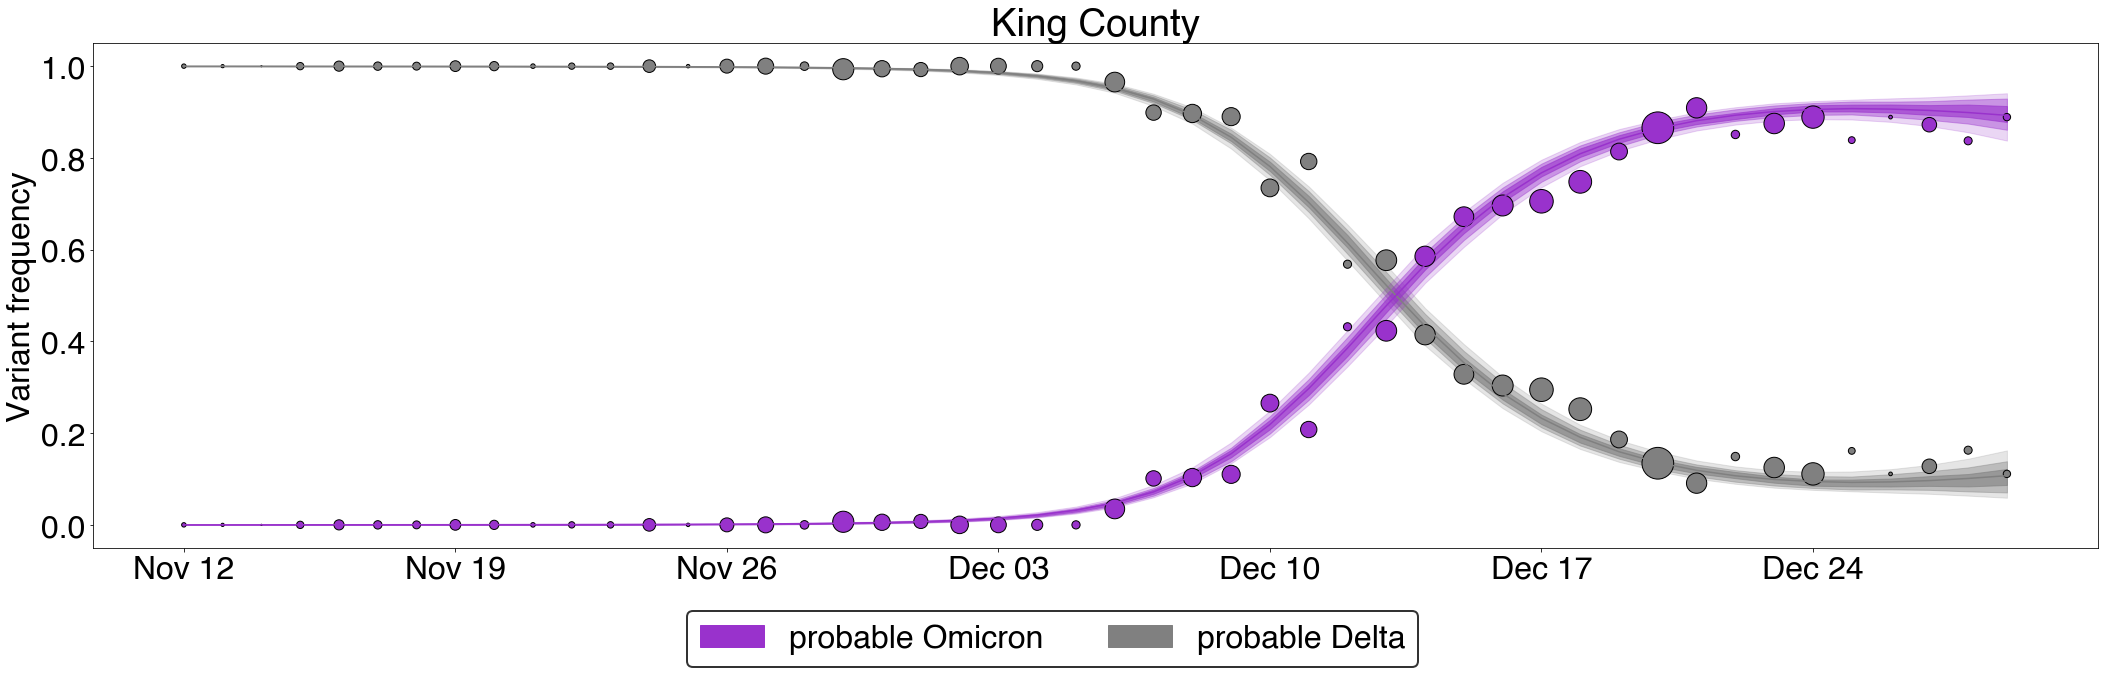 King County
Variant frequency
1.0
0.8
0.6
0.4
0.2
0.0
Nov 12 Nov 19 Nov 26 Dec 03 Dec 10 Dec 17 Dec 24
probable Omicron probable Delta